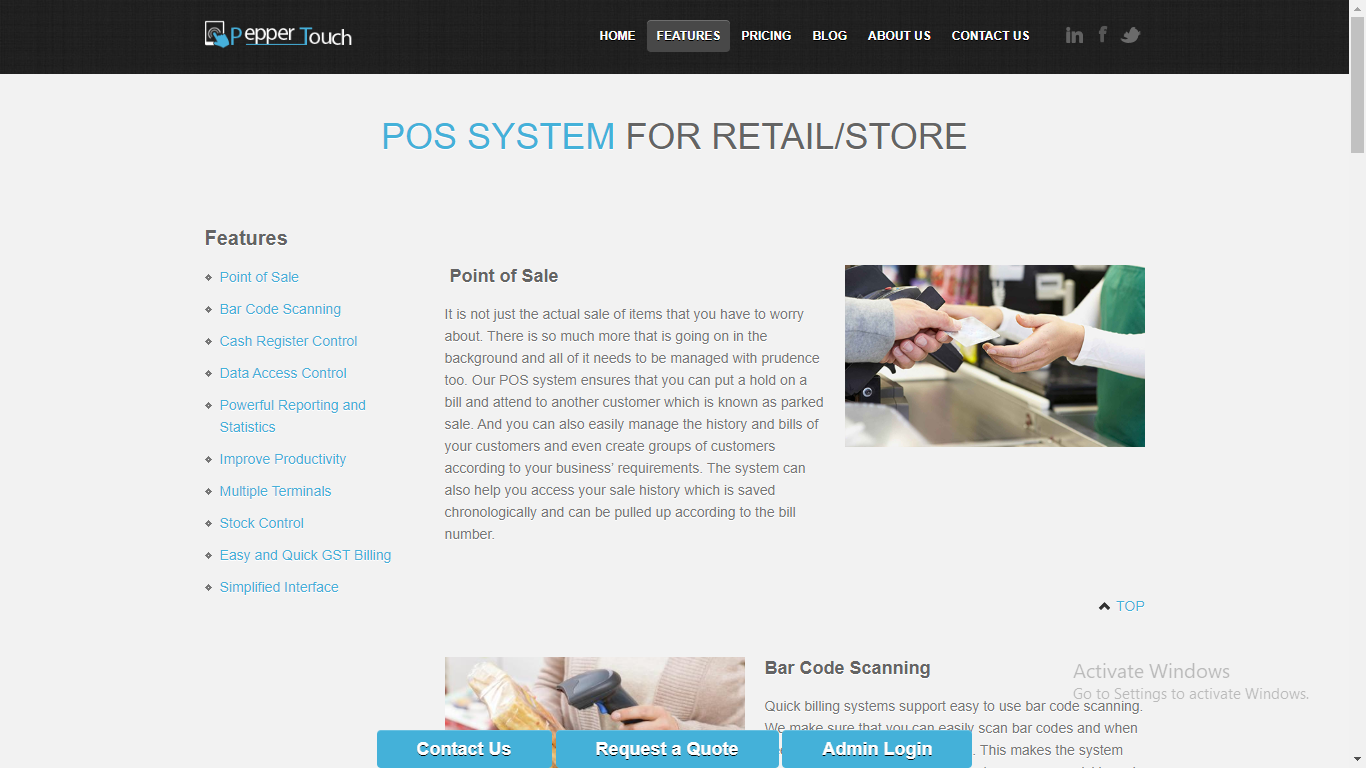 Pepper Touch
HOME FEATURES PRICING BLOG ABOUT US CONTACT US
POS SYSTEM FOR RETAIL/STORE
Features
Point of Sale
Bar Code Scanning
Cash Register Control
Data Access Control
Powerful Reporting and
Statistics
Improve Productivity
Multiple Terminals
Stock Control
Easy and Quick GST Billing
Simplified Interface
Point of Sale
It is not just the actual sale of items that you have to worry
about. There is so much more that is going on in the
background and all of it needs to be managed with prudence
too. Our POS system ensures that you can put a hold on a
bill and attend to another customer which is known as parked
sale. And you can also easily manage the history and bills of
your customers and even create groups of customers
according to your business’ requirements. The system can
also help you access your sale history which is saved
chronologically and can be pulled up according to the bill
number.
TOP
Bar Code Scanning
Quick billing systems support easy to use bar code scanning.
We make sure that you can easily scan bar codes and when
. This makes the system
Activate Windows
Go to Settings to activate Windows.
Contact Us Request a Quote Admin Login